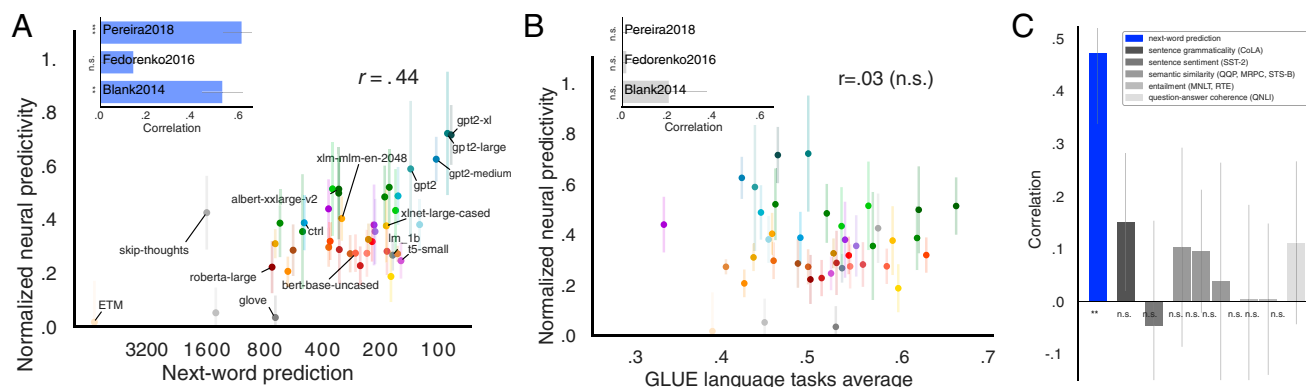 A
Pereira2018
Fedorenko2016
Blank2014
**
n.s.
**
.0 .2 .4 .6
Correlation
r = .44
Normalized neural predictivity
1.
.8
.6
.4
.2
.0
gpt2-xl
gpt2-large
gpt2-medium
gpt2
xlm-mlm-en-2048
albert-xxlarge-v2
xlnet-large-cased
ctrl
lm_1b
t5-small
skip-thoughts
roberta-large
bert-base-uncased
glove
ETM
3200 1600 800 400 200 100
Next-word prediction
B
Pereira2018
Fedorenko2016
Blank2014
n.s.
n.s.
n.s.
.0 .2 .4 .6
Correlation
r=.03 (n.s.)
Normalized neural predictivity
1.
.8
.6
.4
.2
.0
.3 .4 .5 .6 .7
GLUE language tasks average
C
next-word prediction
sentence grammaticality (CoLA)
sentence sentiment (SST-2)
semantic similarity (QQP, MRPC, STS-B)
entailment (MNLT, RTE)
question-answer coherence (QNLI)
Correlation
.5
.4
.3
.2
.1
.0
-.1
** n.s. n.s. n.s. n.s. n.s. n.s. n.s. n.s.